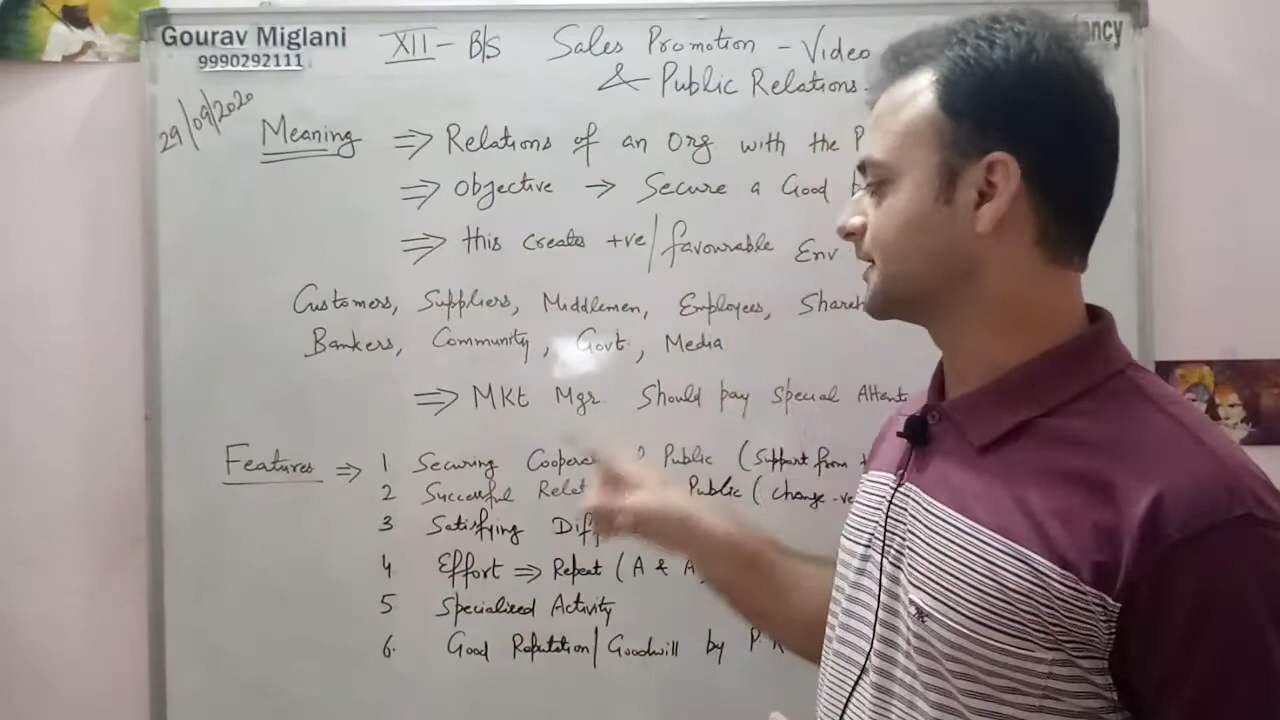 Gourav Miglani
9990292111
XII - B/S Sales Promotion - Video
& Public Relations.
29/09/2020
Meaning ⇒ Relations of an Org with the
⇒ Objective → Secure a Good
⇒ this creates +ve/favourable Env
Customers, Suppliers, Middlemen, Employees,
Bankers, Community, Govt, Media
⇒ MKt Mgr. Should pay special Attent
Features ⇒ 1 Securing Public (Support from
2 Successful Public (change -ve
3 Satisfying
4 Effort ⇒ Repeat (A & A
5 Specialised Activity
6. Good Reputation/Goodwill by P. R